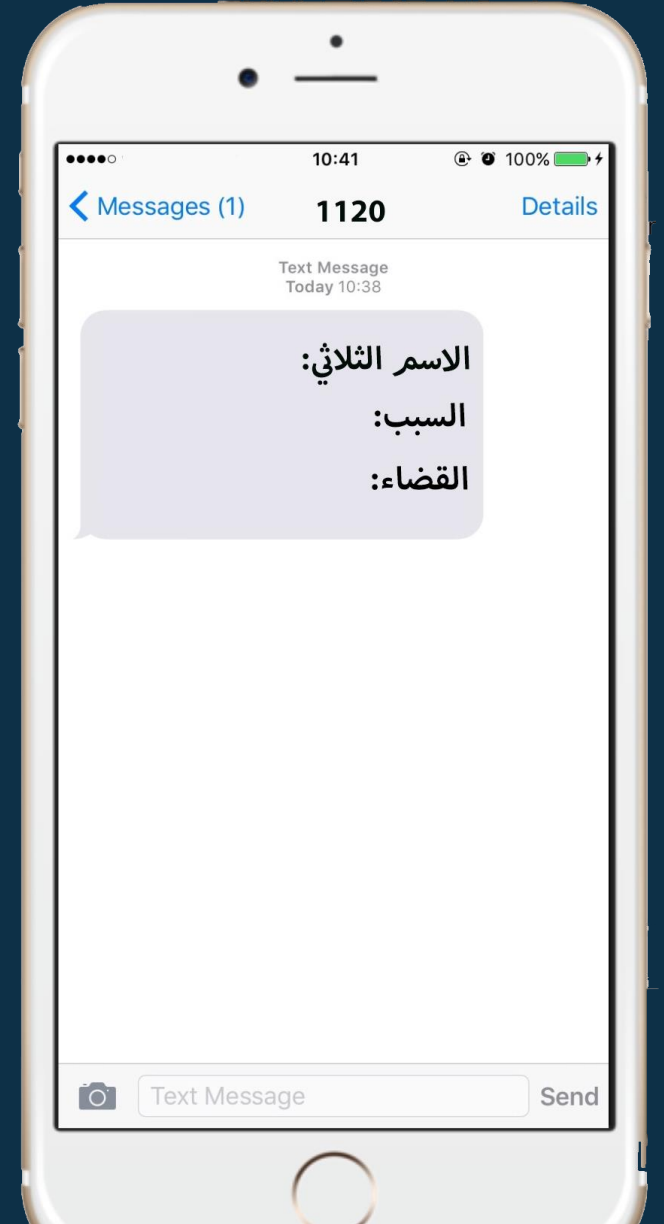 10:41 100%
Messages (1) 1120 Details
Text Message
Today 10:38
الاسم الثلاثي:
السبب:
القضاء:
Text Message Send